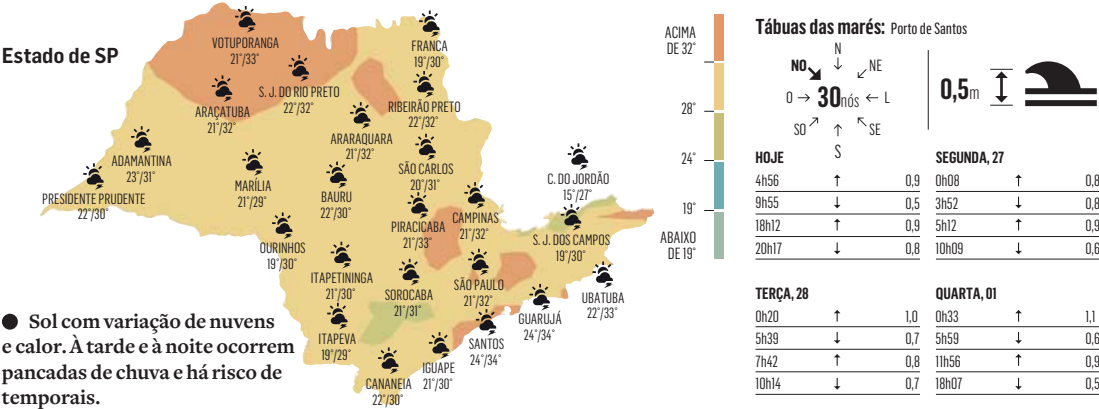 Estado de SP
VOTUPORANGA
21°/33°
FRANCA
19°/30°
S. J. DO RIO PRETO
22°/32°
ARAÇATUBA
21°/32°
RIBEIRÃO PRETO
22°/32°
ARARAQUARA
21°/32°
ADAMANTINA
23°/31°
SÃO CARLOS
20°/31°
MARÍLIA
21°/29°
BAURU
22°/30°
C. DO JORDÃO
15°/27°
PRESIDENTE PRUDENTE
22°/30°
PIRACICABA
21°/33°
CAMPINAS
21°/32°
S. J. DOS CAMPOS
19°/30°
OURINHOS
19°/30°
ITAPETININGA
21°/30°
SOROCABA
21°/31°
SÃO PAULO
21°/32°
UBATUBA
22°/33°
GUARUJÁ
24°/34°
ITAPEVA
19°/29°
SANTOS
24°/34°
IGUAPE
21°/30°
CANANEIA
22°/30°
● Sol com variação de nuvens
e calor. À tarde e à noite ocorrem
pancadas de chuva e há risco de
temporais.
ACIMA
DE 32°
28°
24°
19°
ABAIXO
DE 19°
Tábuas das marés: Porto de Santos
N
NO ↘ ↓ ↙ NE
O → 30nós ← L
SO ↗ ↑ ↖ SE
S
0,5m
HOJE
4h56 ↑ 0,9
9h55 ↓ 0,5
18h12 ↑ 0,9
20h17 ↓ 0,8
SEGUNDA, 27
0h08 ↑ 0,8
3h52 ↓ 0,8
5h12 ↑ 0,9
10h09 ↓ 0,6
TERÇA, 28
0h20 ↑ 1,0
5h39 ↓ 0,7
7h42 ↑ 0,8
10h14 ↓ 0,7
QUARTA, 01
0h33 ↑ 1,1
5h59 ↓ 0,6
11h56 ↑ 0,9
18h07 ↓ 0,5